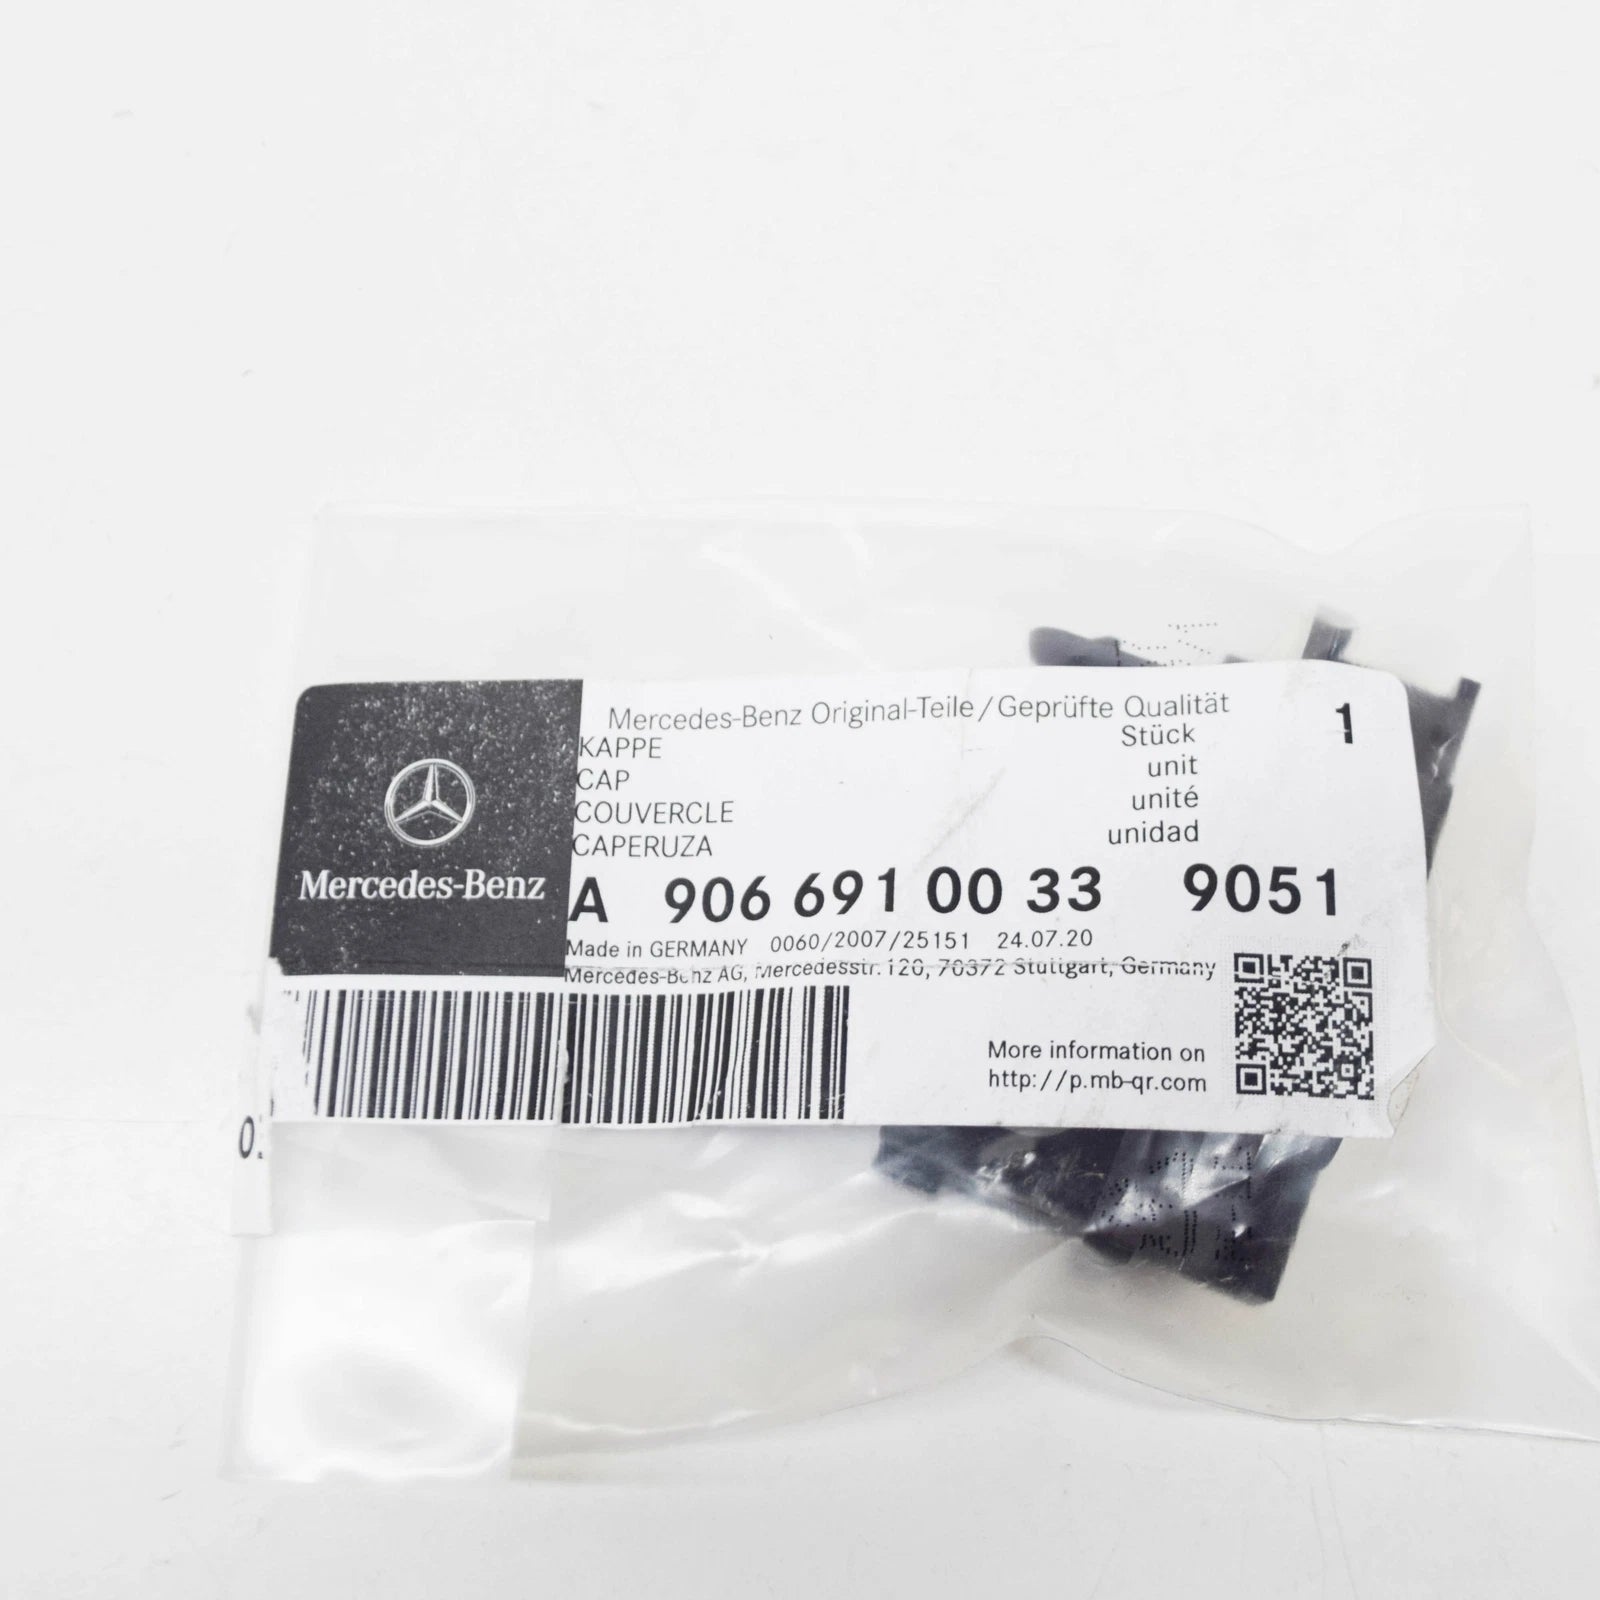 Mercedes-Benz Original-Teile/Geprüfte Qualität
KAPPE Stück 1
CAP unit
COUVERCLE unité
CAPERUZA unidad
Mercedes-Benz
A 906 691 00 33 9051
Made in GERMANY 0060/2007/25151 24.07.20
Mercedes-Benz AG, Mercedesstr. 120, 70372 Stuttgart, Germany
More information on
http://p.mb-qr.com